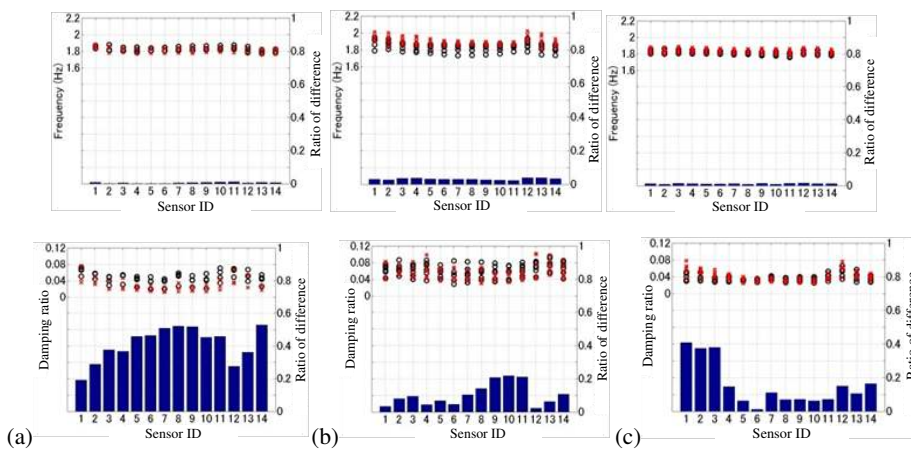 2.2 1
2 0.8
1.8 0.6
1.6 0.4
0.2
0
Frequency (Hz)
Ratio of difference
1 2 3 4 5 6 7 8 9 10 11 12 13 14
Sensor ID
2.2 1
2 0.8
1.8 0.6
1.6 0.4
0.2
0
Frequency (Hz)
Ratio of difference
1 2 3 4 5 6 7 8 9 10 11 12 13 14
Sensor ID
2.2 1
2 0.8
1.8 0.6
1.6 0.4
0.2
0
Frequency (Hz)
Ratio of difference
1 2 3 4 5 6 7 8 9 10 11 12 13 14
Sensor ID
0.12 1
0.08 0.8
0.04 0.6
0 0.4
0.2
0
Damping ratio
Ratio of difference
1 2 3 4 5 6 7 8 9 10 11 12 13 14
(a) Sensor ID
0.12 1
0.08 0.8
0.04 0.6
0 0.4
0.2
0
Damping ratio
Ratio of difference
1 2 3 4 5 6 7 8 9 10 11 12 13 14
(b) Sensor ID
0.12 1
0.08 0.8
0.04 0.6
0 0.4
0.2
0
Damping ratio
Ratio of difference
1 2 3 4 5 6 7 8 9 10 11 12 13 14
(c) Sensor ID